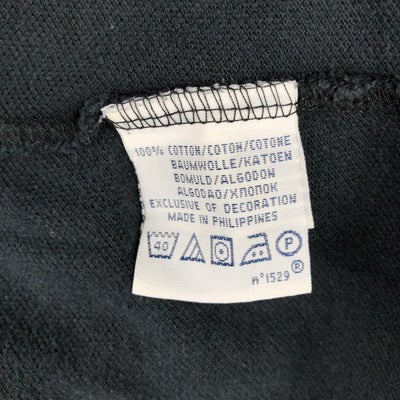 100% COTTON/COTON/COTONE
BAUMWOLLE/KATOEN
BOMULD/ALGODON
ALGODAO/ХЛОПОК
EXCLUSIVE OF DECORATION
MADE IN PHILIPPINES
40 P
®
N°1529